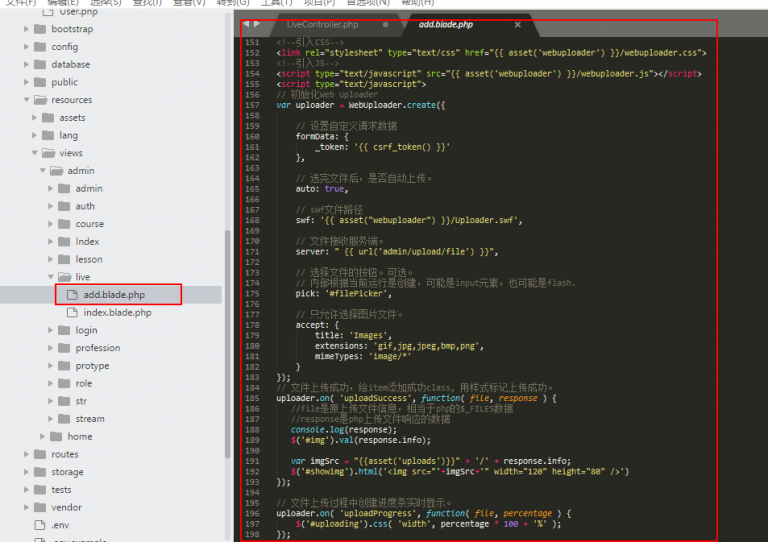 文件(F) 编辑(E) 选择(S) 查找(I) 查看(V) 转到(G) 工具(T) 项目(P) 首选项(N) 帮助(H)
User.php
bootstrap
config
database
public
resources
assets
lang
views
admin
admin
auth
course
Index
lesson
live
add.blade.php
index.blade.php
login
profession
protype
role
str
stream
home
routes
storage
tests
vendor
.env
.env.example
LiveController.php
add.blade.php
151 <!--引入CSS-->
152 <link rel="stylesheet" type="text/css" href="{{ asset('webuploader') }}/webuploader.css">
153 <!--引入JS-->
154 <script type="text/javascript" src="{{ asset('webuploader') }}/webuploader.js"></script>
155 <script type="text/javascript">
156 // 初始化Web Uploader
157 var uploader = WebUploader.create({
158
159 // 设置自定义请求数据
160 formData: {
161 _token: '{{ csrf_token() }}'
162 },
163
164 // 选完文件后，是否自动上传。
165 auto: true,
166
167 // swf文件路径
168 swf: '{{ asset("webuploader") }}/Uploader.swf',
169
170 // 文件接收服务端。
171 server: " {{ url('admin/upload/file') }}",
172
173 // 选择文件的按钮。可选。
174 // 内部根据当前运行是创建，可能是input元素，也可能是flash.
175 pick: '#filePicker',
176
177 // 只允许选择图片文件。
178 accept: {
179 title: 'Images',
180 extensions: 'gif,jpg,jpeg,bmp,png',
181 mimeTypes: 'image/*'
182 }
183 });
184 // 文件上传成功，给item添加成功class, 用样式标记上传成功。
185 uploader.on( 'uploadSuccess', function( file, response ) {
186 //file是原上传文件信息，相当于php的$_FILES数据
187 //response是php上传文件响应的数据
188 console.log(response);
189 $('#img').val(response.info);
190
191 var imgSrc = "{{asset('uploads')}}" + '/' + response.info;
192 $('#showimg').html('<img src="'+imgSrc+'" width="120" height="80" />')
193 });
194
195 // 文件上传过程中创建进度条实时显示。
196 uploader.on( 'uploadProgress', function( file, percentage ) {
197 $('#uploading').css( 'width', percentage * 100 + '%' );
198 });